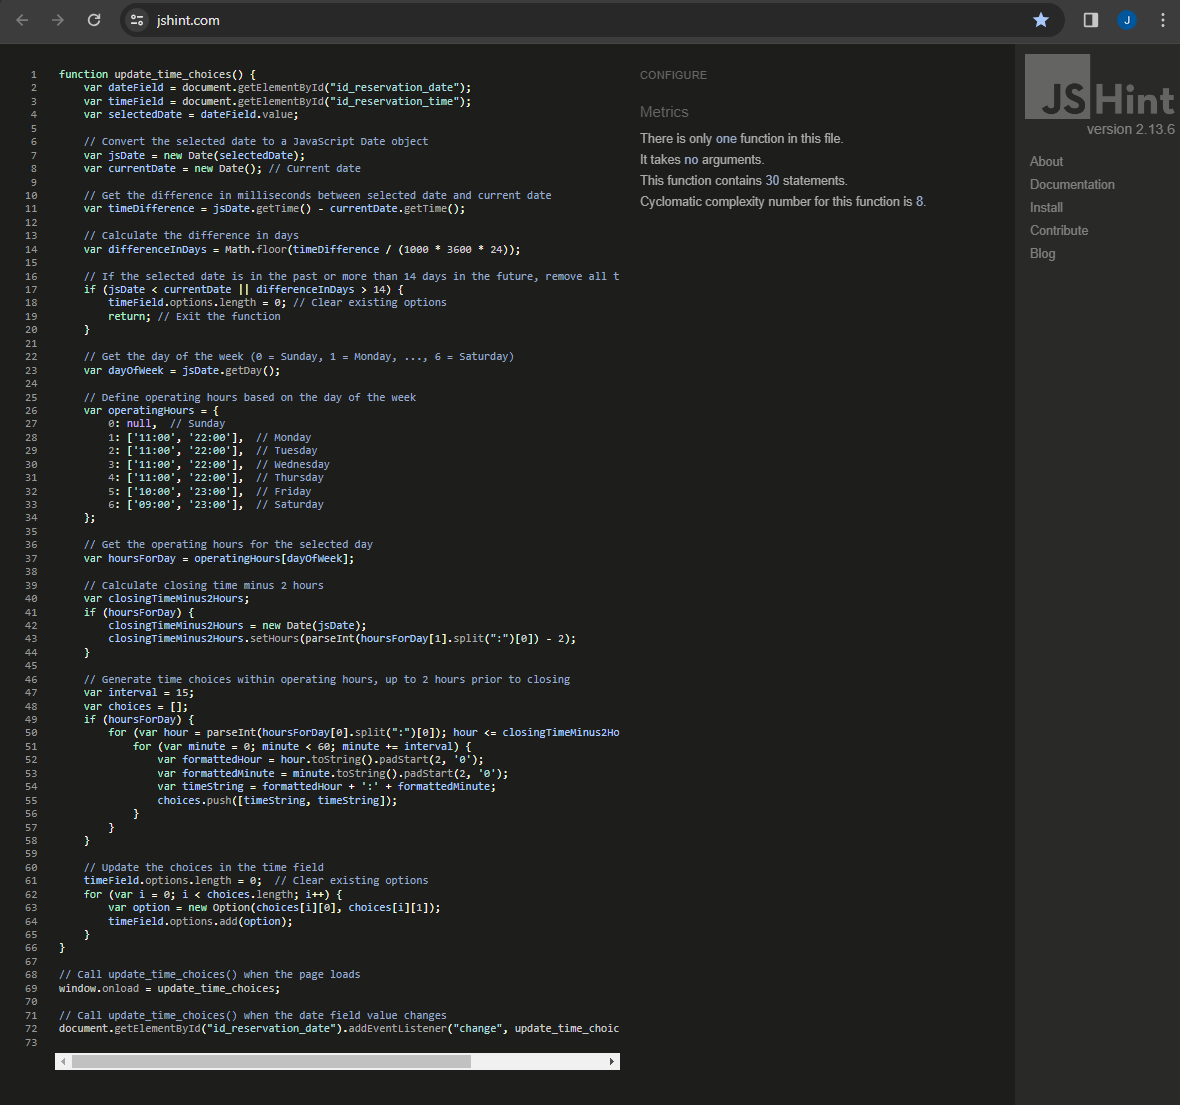 jshint.com
J
1 function update_time_choices() {
2 var dateField = document.getElementById("id_reservation_date");
3 var timeField = document.getElementById("id_reservation_time");
4 var selectedDate = dateField.value;
5
6 // Convert the selected date to a JavaScript Date object
7 var jsDate = new Date(selectedDate);
8 var currentDate = new Date(); // Current date
9
10 // Get the difference in milliseconds between selected date and current date
11 var timeDifference = jsDate.getTime() - currentDate.getTime();
12
13 // Calculate the difference in days
14 var differenceInDays = Math.floor(timeDifference / (1000 * 3600 * 24));
15
16 // If the selected date is in the past or more than 14 days in the future, remove all t
17 if (jsDate < currentDate || differenceInDays > 14) {
18 timeField.options.length = 0; // Clear existing options
19 return; // Exit the function
20 }
21
22 // Get the day of the week (0 = Sunday, 1 = Monday, ..., 6 = Saturday)
23 var dayOfWeek = jsDate.getDay();
24
25 // Define operating hours based on the day of the week
26 var operatingHours = {
27 0: null, // Sunday
28 1: ['11:00', '22:00'], // Monday
29 2: ['11:00', '22:00'], // Tuesday
30 3: ['11:00', '22:00'], // Wednesday
31 4: ['11:00', '22:00'], // Thursday
32 5: ['10:00', '23:00'], // Friday
33 6: ['09:00', '23:00'], // Saturday
34 };
35
36 // Get the operating hours for the selected day
37 var hoursForDay = operatingHours[dayOfWeek];
38
39 // Calculate closing time minus 2 hours
40 var closingTimeMinus2Hours;
41 if (hoursForDay) {
42 closingTimeMinus2Hours = new Date(jsDate);
43 closingTimeMinus2Hours.setHours(parseInt(hoursForDay[1].split(":")[0]) - 2);
44 }
45
46 // Generate time choices within operating hours, up to 2 hours prior to closing
47 var interval = 15;
48 var choices = [];
49 if (hoursForDay) {
50 for (var hour = parseInt(hoursForDay[0].split(":")[0]); hour <= closingTimeMinus2Ho
51 for (var minute = 0; minute < 60; minute += interval) {
52 var formattedHour = hour.toString().padStart(2, '0');
53 var formattedMinute = minute.toString().padStart(2, '0');
54 var timeString = formattedHour + ':' + formattedMinute;
55 choices.push([timeString, timeString]);
56 }
57 }
58 }
59
60 // Update the choices in the time field
61 timeField.options.length = 0; // Clear existing options
62 for (var i = 0; i < choices.length; i++) {
63 var option = new Option(choices[i][0], choices[i][1]);
64 timeField.options.add(option);
65 }
66 }
67
68 // Call update_time_choices() when the page loads
69 window.onload = update_time_choices;
70
71 // Call update_time_choices() when the date field value changes
72 document.getElementById("id_reservation_date").addEventListener("change", update_time_choic
73
CONFIGURE
Metrics
There is only one function in this file.
It takes no arguments.
This function contains 30 statements.
Cyclomatic complexity number for this function is 8.
JS Hint
version 2.13.6
About
Documentation
Install
Contribute
Blog